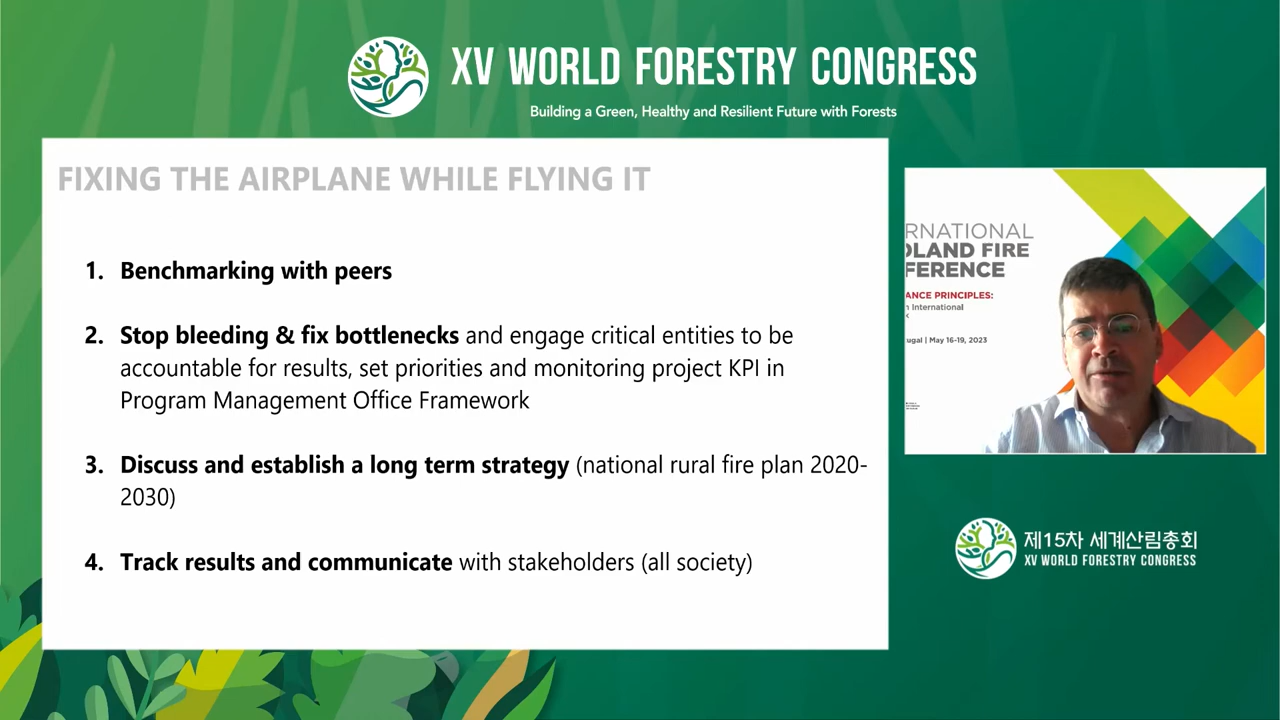 XV WORLD FORESTRY CONGRESS
Building a Green, Healthy and Resilient Future with Forests
FIXING THE AIRPLANE WHILE FLYING IT
1. Benchmarking with peers
2. Stop bleeding & fix bottlenecks and engage critical entities to be
accountable for results, set priorities and monitoring project KPI in
Program Management Office Framework
3. Discuss and establish a long term strategy (national rural fire plan 2020-
2030)
4. Track results and communicate with stakeholders (all society)
RNATIONAL
DLAND FIRE
FERENCE
ANCE PRINCIPLES:
n International
K
ugal | May 16-19, 2023
제15차 세계산림총회
XV WORLD FORESTRY CONGRESS